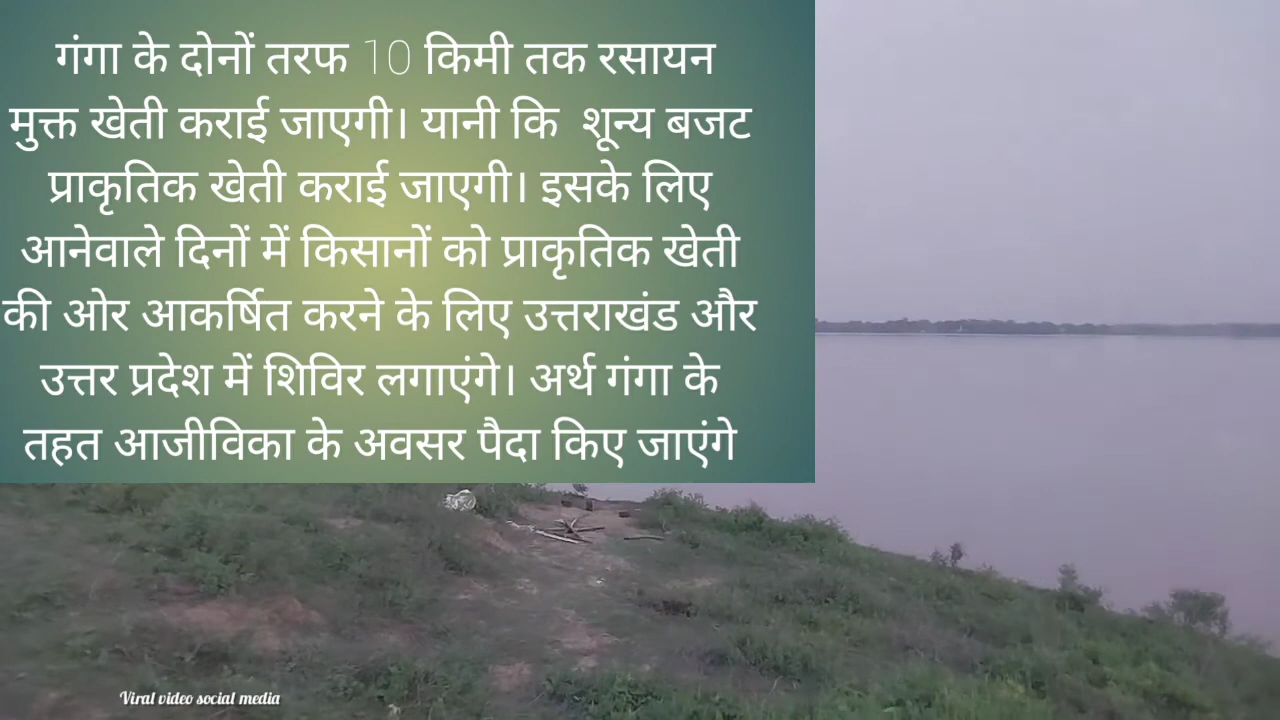 गंगा के दोनों तरफ 10 किमी तक रसायन
मुक्त खेती कराई जाएगी। यानी कि शून्य बजट
प्राकृतिक खेती कराई जाएगी। इसके लिए
आनेवाले दिनों में किसानों को प्राकृतिक खेती
की ओर आकर्षित करने के लिए उत्तराखंड और
उत्तर प्रदेश में शिविर लगाएंगे। अर्थ गंगा के
तहत आजीविका के अवसर पैदा किए जाएंगे
Viral video social media